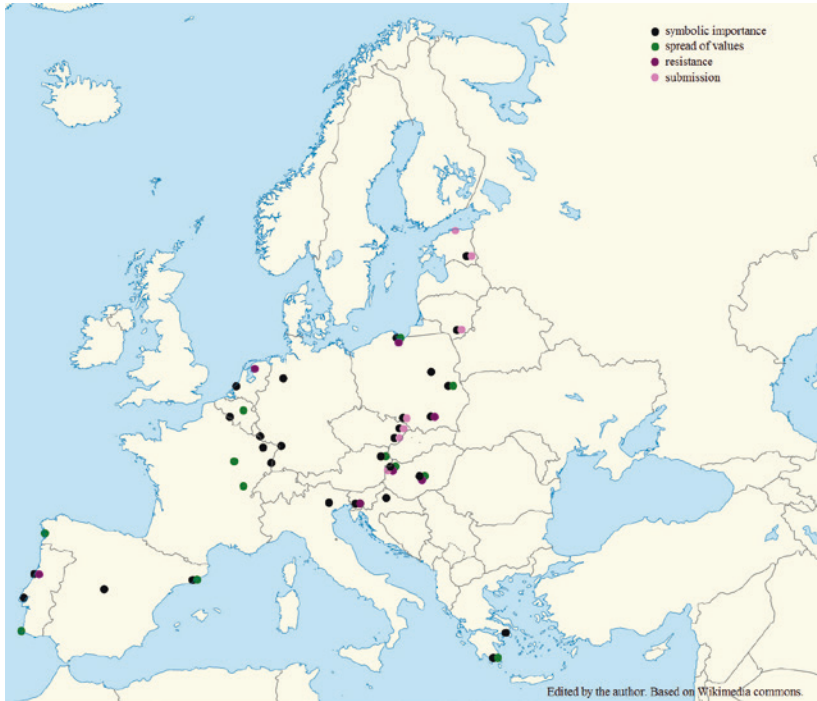 symbolic importance
spread of values
resistance
submission
Edited by the author. Based on Wikimedia commons.